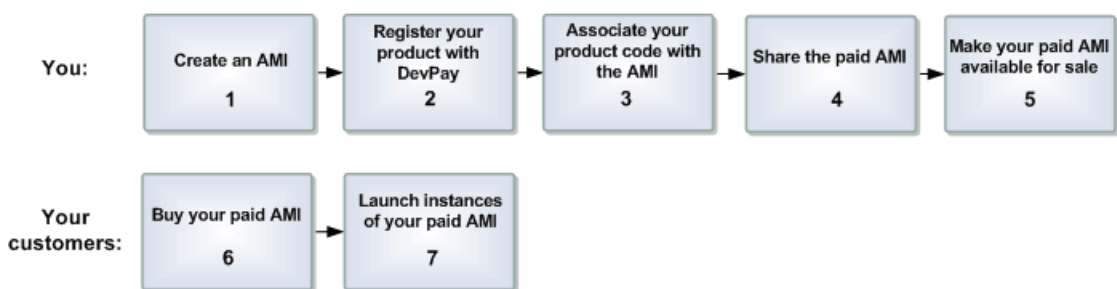 You:
Create an AMI
1
Register your
product with
DevPay
2
Associate your
product code with
the AMI
3
Share the paid AMI
4
Make your paid AMI
available for sale
5
Your
customers:
Buy your paid AMI
6
Launch instances
of your paid AMI
7